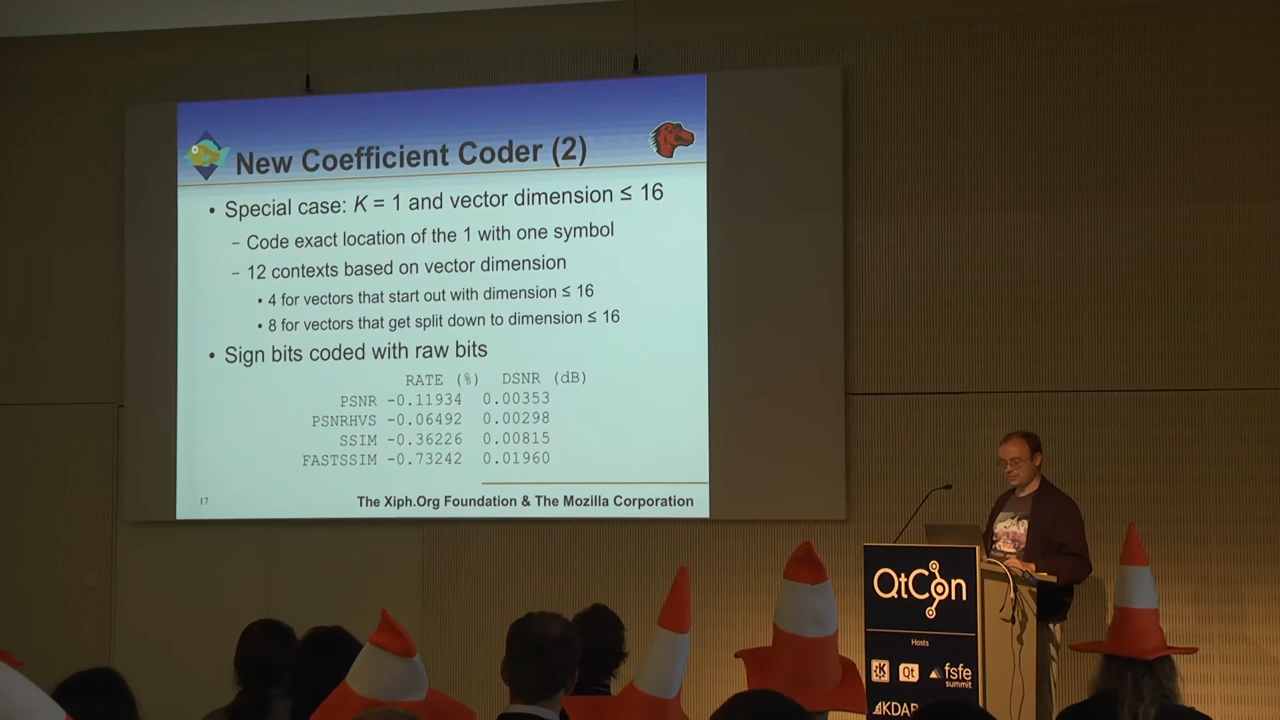 New Coefficient Coder (2)
• Special case: K = 1 and vector dimension ≤ 16
– Code exact location of the 1 with one symbol
– 12 contexts based on vector dimension
• 4 for vectors that start out with dimension ≤ 16
• 8 for vectors that get split down to dimension ≤ 16
• Sign bits coded with raw bits
RATE (%) DSNR (dB)
PSNR -0.11934 0.00353
PSNRHVS -0.06492 0.00298
SSIM -0.36226 0.00815
FASTSSIM -0.73242 0.01960
17
The Xiph.Org Foundation & The Mozilla Corporation
QtCon
Hosts
Qt
fsfe
summit
KDAB